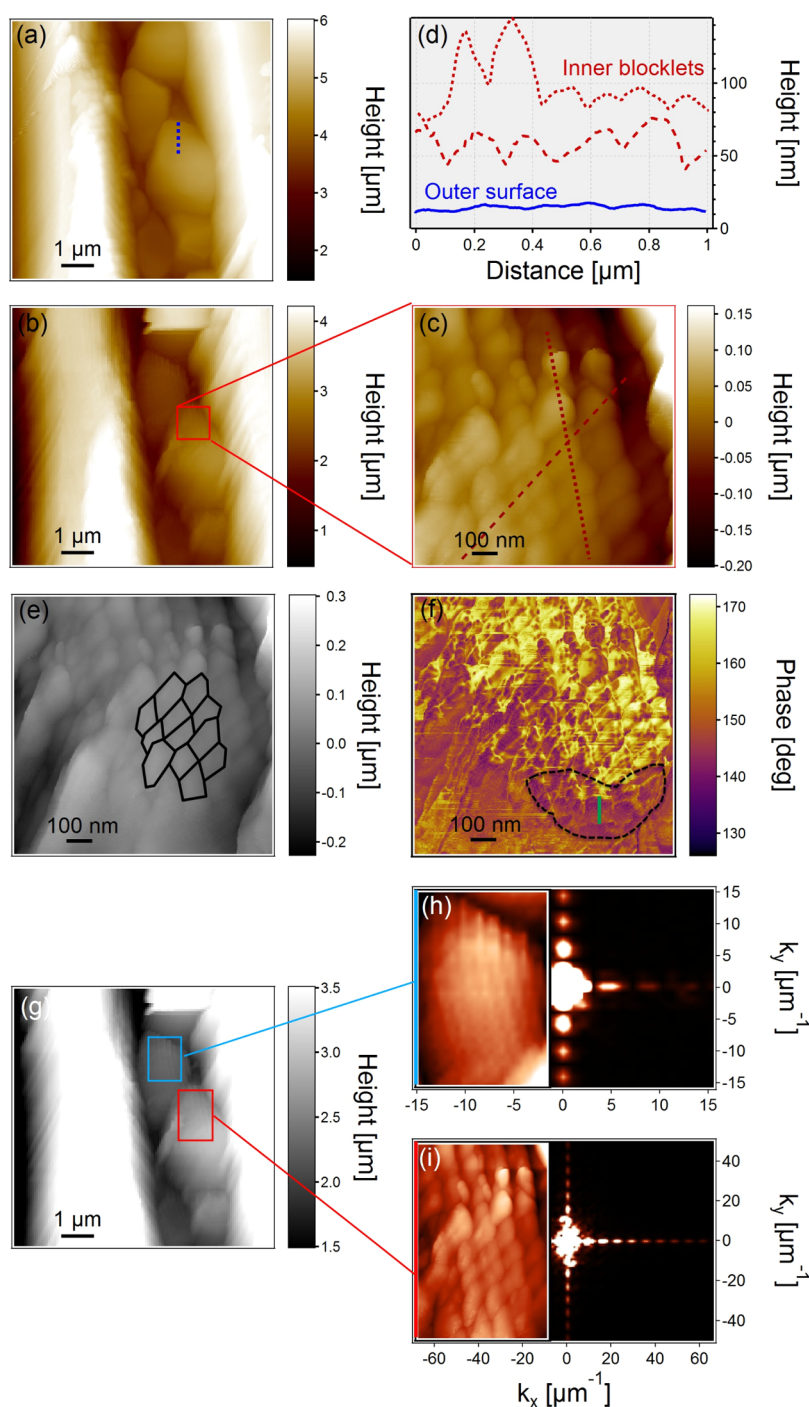 (a)
1 µm
6
5
4
3
2
Height [µm]
(d)
Inner blocklets
Outer surface
100
50
0
Height [nm]
0
0.2
0.4
0.6
0.8
1
Distance [µm]
(b)
1 µm
4
3
2
1
Height [µm]
(c)
100 nm
0.15
0.10
0.05
0
-0.05
-0.10
-0.15
-0.20
Height [µm]
(e)
100 nm
0.3
0.2
0.1
0.0
-0.1
-0.2
Height [µm]
(f)
100 nm
170
160
150
140
130
Phase [deg]
(g)
1 µm
3.5
3.0
2.5
2.0
1.5
Height [µm]
(h)
15
10
5
0
-5
-10
-15
ky [µm-1]
-15 -10 -5 0 5 10 15
(i)
40
20
0
-20
-40
ky [µm-1]
-60 -40 -20 0 20 40 60
kx [µm-1]